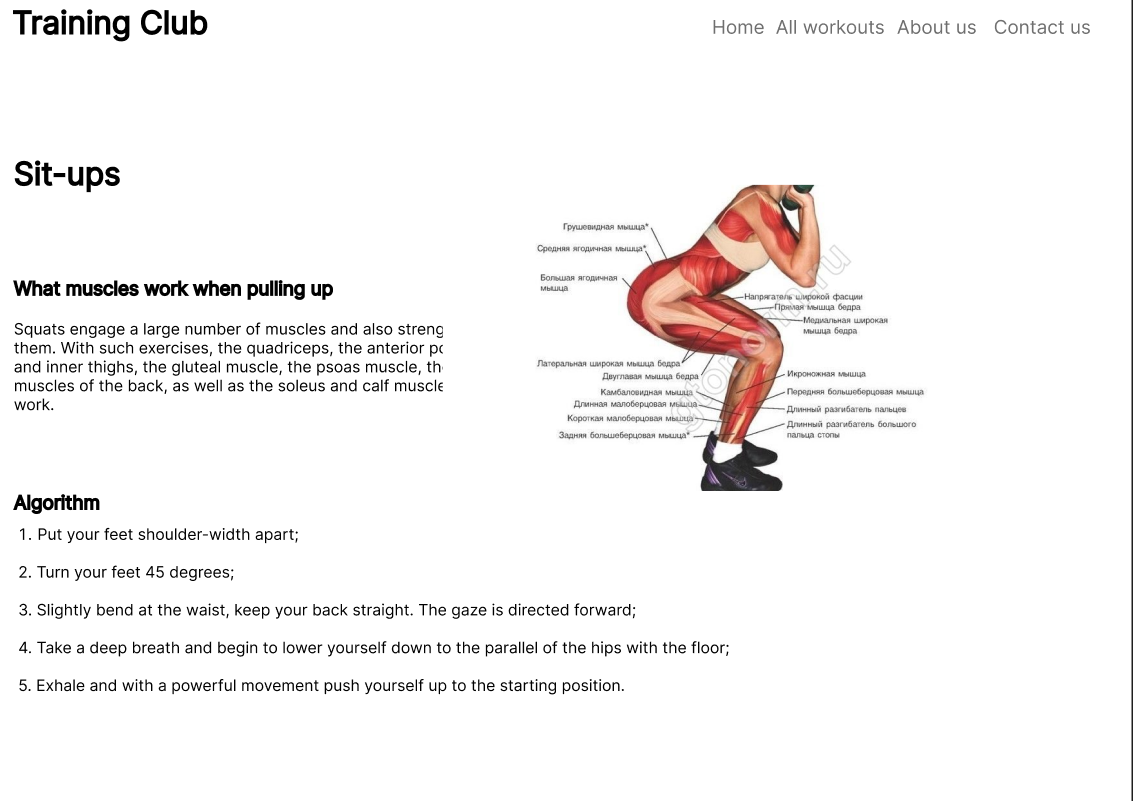 Training Club
Home All workouts About us Contact us
Sit-ups
What muscles work when pulling up
Squats engage a large number of muscles and also streng
them. With such exercises, the quadriceps, the anterior po
and inner thighs, the gluteal muscle, the psoas muscle, th
muscles of the back, as well as the soleus and calf muscle
work.
Грушевидная мышца*
Средняя ягодичная мышца*
Большая ягодичная
мышца
Напрягатель широкой фасции
Прямая мышца бедра
Медиальная широкая
мышца бедра
Латеральная широкая мышца бедра
Двуглавая мышца бедра
Камбаловидная мышца
Длинная малоберцовая мышца
Короткая малоберцовая мышца
Задняя большеберцовая мышца*
Икроножная мышца
Передняя большеберцовая мышца
Длинный разгибатель пальцев
Длинный разгибатель большого
пальца стопы
gtonorm.ru
Algorithm
1. Put your feet shoulder-width apart;
2. Turn your feet 45 degrees;
3. Slightly bend at the waist, keep your back straight. The gaze is directed forward;
4. Take a deep breath and begin to lower yourself down to the parallel of the hips with the floor;
5. Exhale and with a powerful movement push yourself up to the starting position.